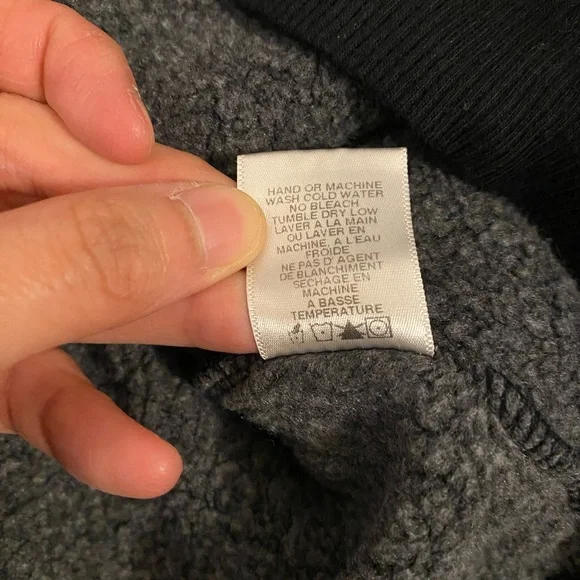 HAND OR MACHINE
WASH COLD WATER
NO BLEACH
TUMBLE DRY LOW
LAVER A LA MAIN
OU LAVER EN
MACHINE, A L'EAU
FROIDE
NE PAS D'AGENT
DE BLANCHIMENT
SECHAGE EN
MACHINE
A BASSE
TEMPERATURE